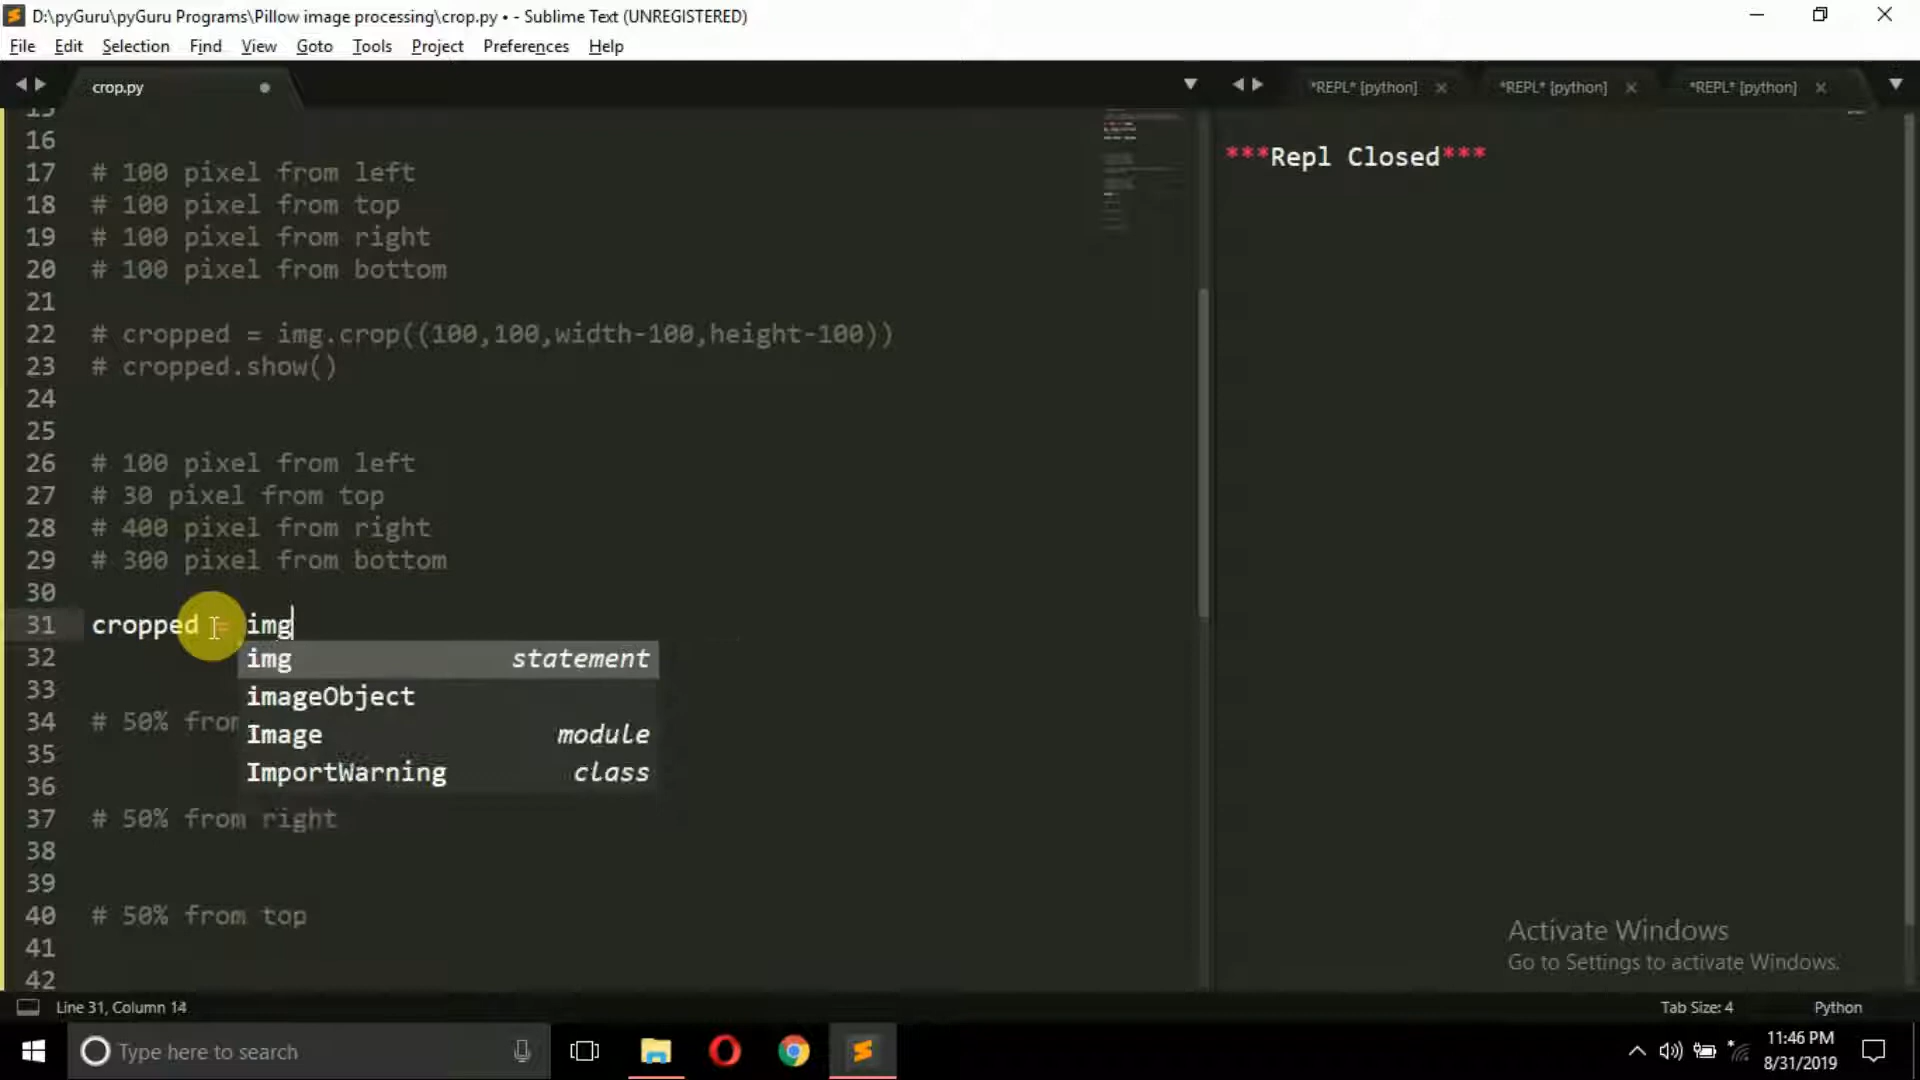 D:\pyGuru\pyGuru Programs\Pillow image processing\crop.py • - Sublime Text (UNREGISTERED)
File Edit Selection Find View Goto Tools Project Preferences Help
crop.py
*REPL* [python] *REPL* [python] *REPL* [python]
15
16
17 # 100 pixel from left
18 # 100 pixel from top
19 # 100 pixel from right
20 # 100 pixel from bottom
21
22 # cropped = img.crop((100,100,width-100,height-100))
23 # cropped.show()
24
25
26 # 100 pixel from left
27 # 30 pixel from top
28 # 400 pixel from right
29 # 300 pixel from bottom
30
31 cropped = img
32
33
34 # 50% from
35
36
37 # 50% from right
38
39
40 # 50% from top
41
42
img statement
imageObject
Image module
ImportWarning class
***Repl Closed***
Activate Windows
Go to Settings to activate Windows.
Line 31, Column 14
Tab Size: 4
Python
Type here to search
11:46 PM
8/31/2019